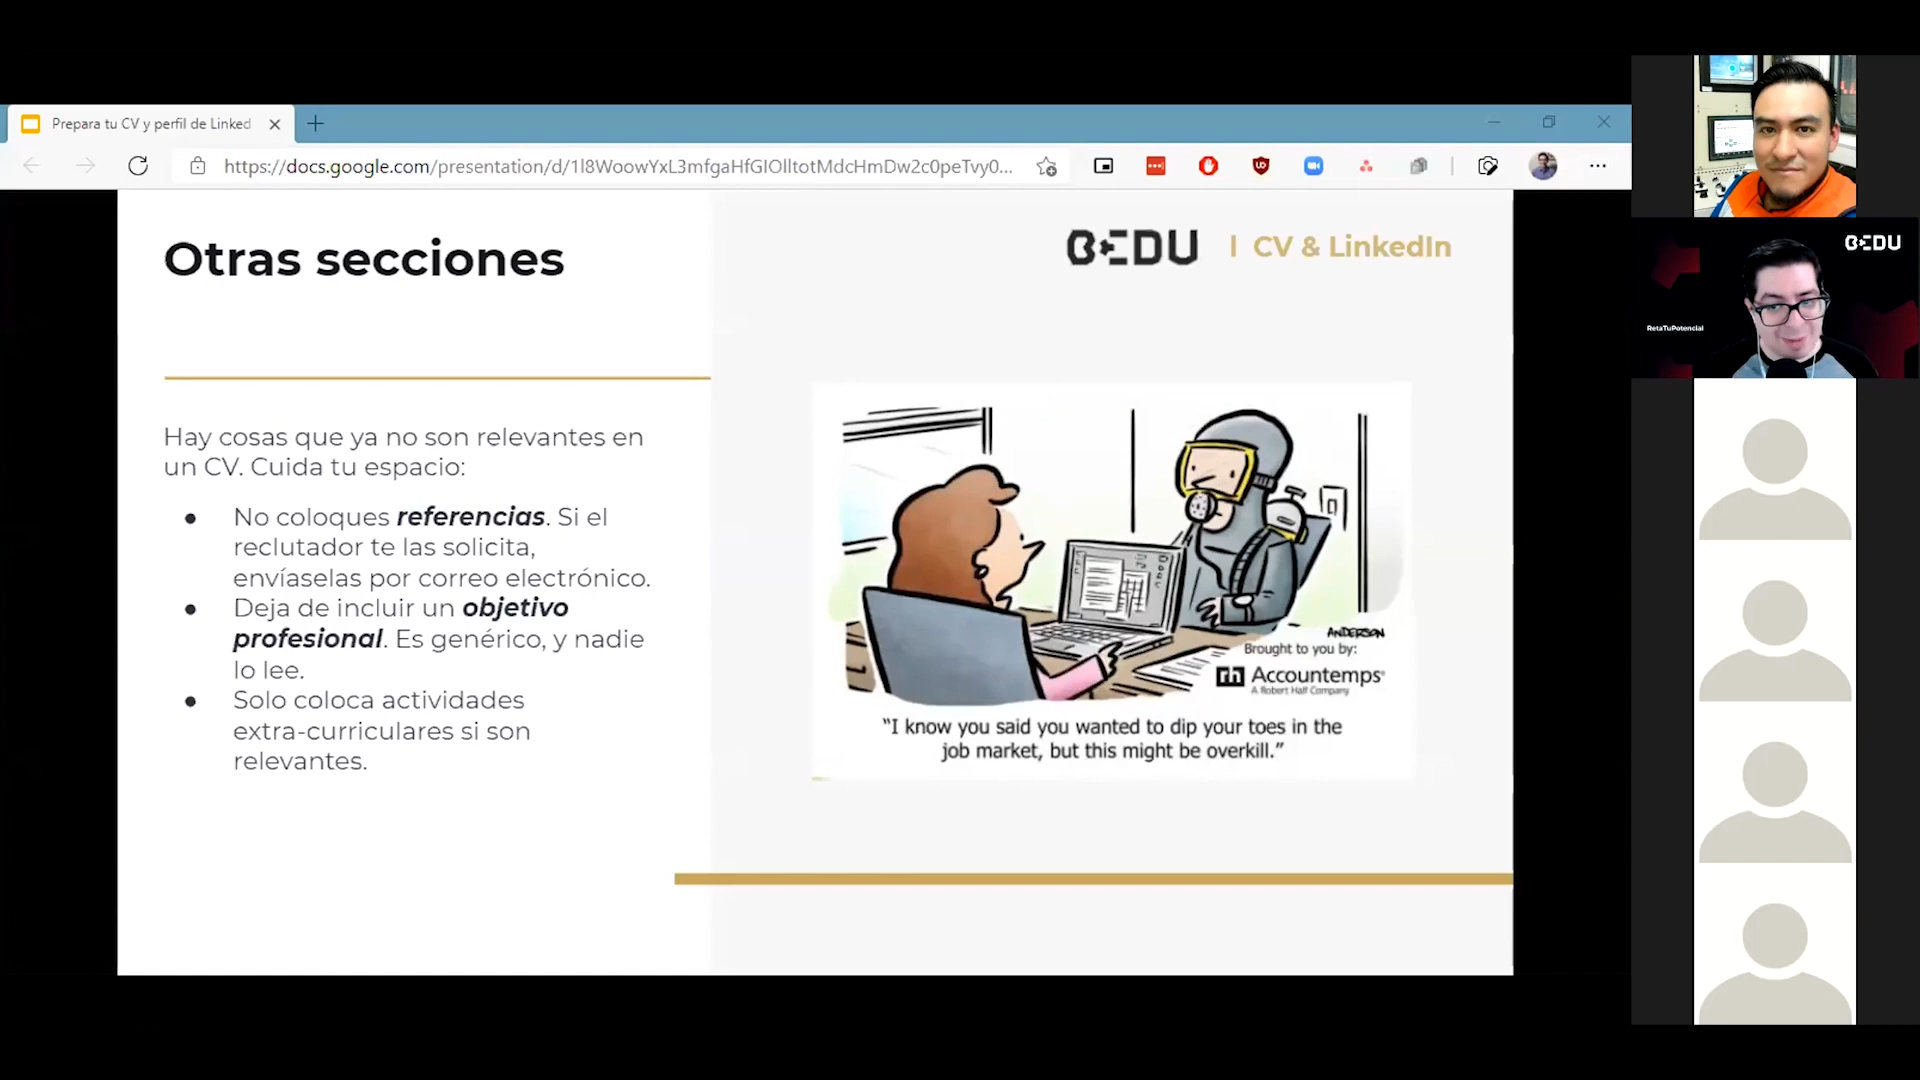 Prepara tu CV y perfil de Linked
https://docs.google.com/presentation/d/1l8WoowYxL3mfgaHfGIOlltotMdcHmDw2c0peTvy0...
BEDU
Otras secciones
BEDU | CV & LinkedIn
RetaTuPotencial
Hay cosas que ya no son relevantes en
un CV. Cuida tu espacio:
● No coloques referencias. Si el
reclutador te las solicita,
envíaselas por correo electrónico.
● Deja de incluir un objetivo
profesional. Es genérico, y nadie
lo lee.
● Solo coloca actividades
extra-curriculares si son
relevantes.
ANDERSON
Brought to you by:
rh Accountemps®
A Robert Half Company
“I know you said you wanted to dip your toes in the
job market, but this might be overkill.”